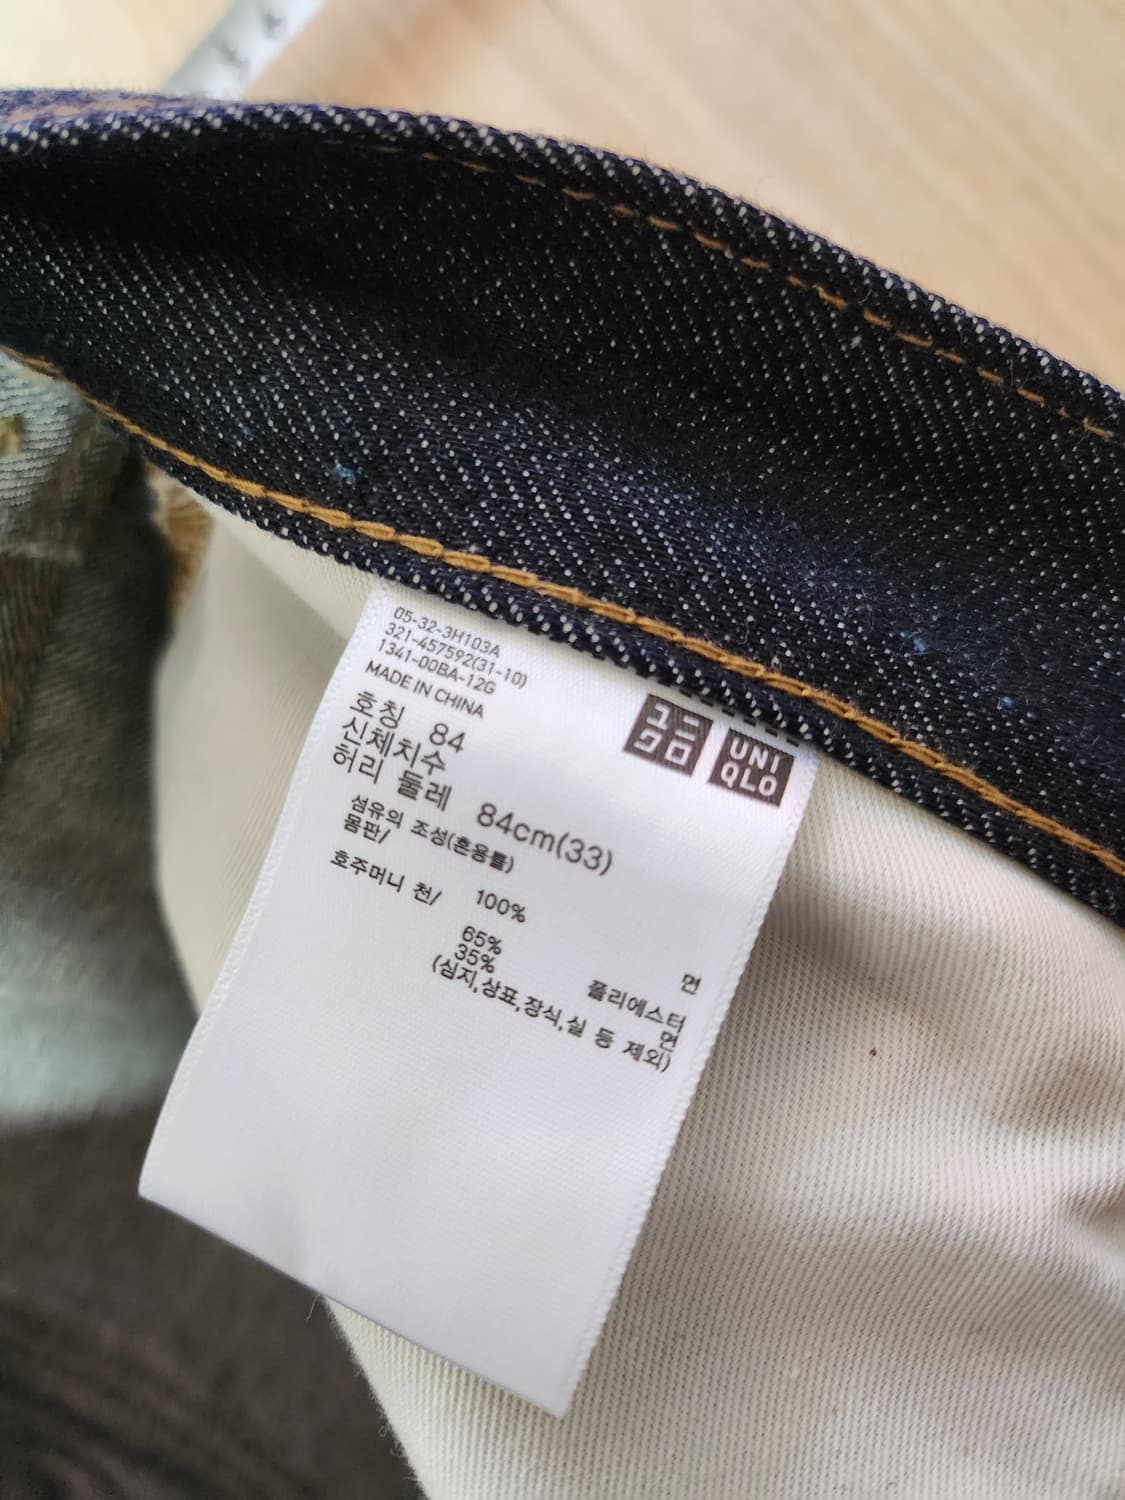 05-32-3H103A
321-457592(31-10)
1341-00BA-12G
MADE IN CHINA
ユニ
クロ
UNI
QLO
호칭 84
신체치수
허리 둘레 84cm(33)
섬유의 조성(혼용률)
몸판/
100% 면
호주머니 천/
65% 폴리에스터
35% 면
(심지,상표,장식,실 등 제외)